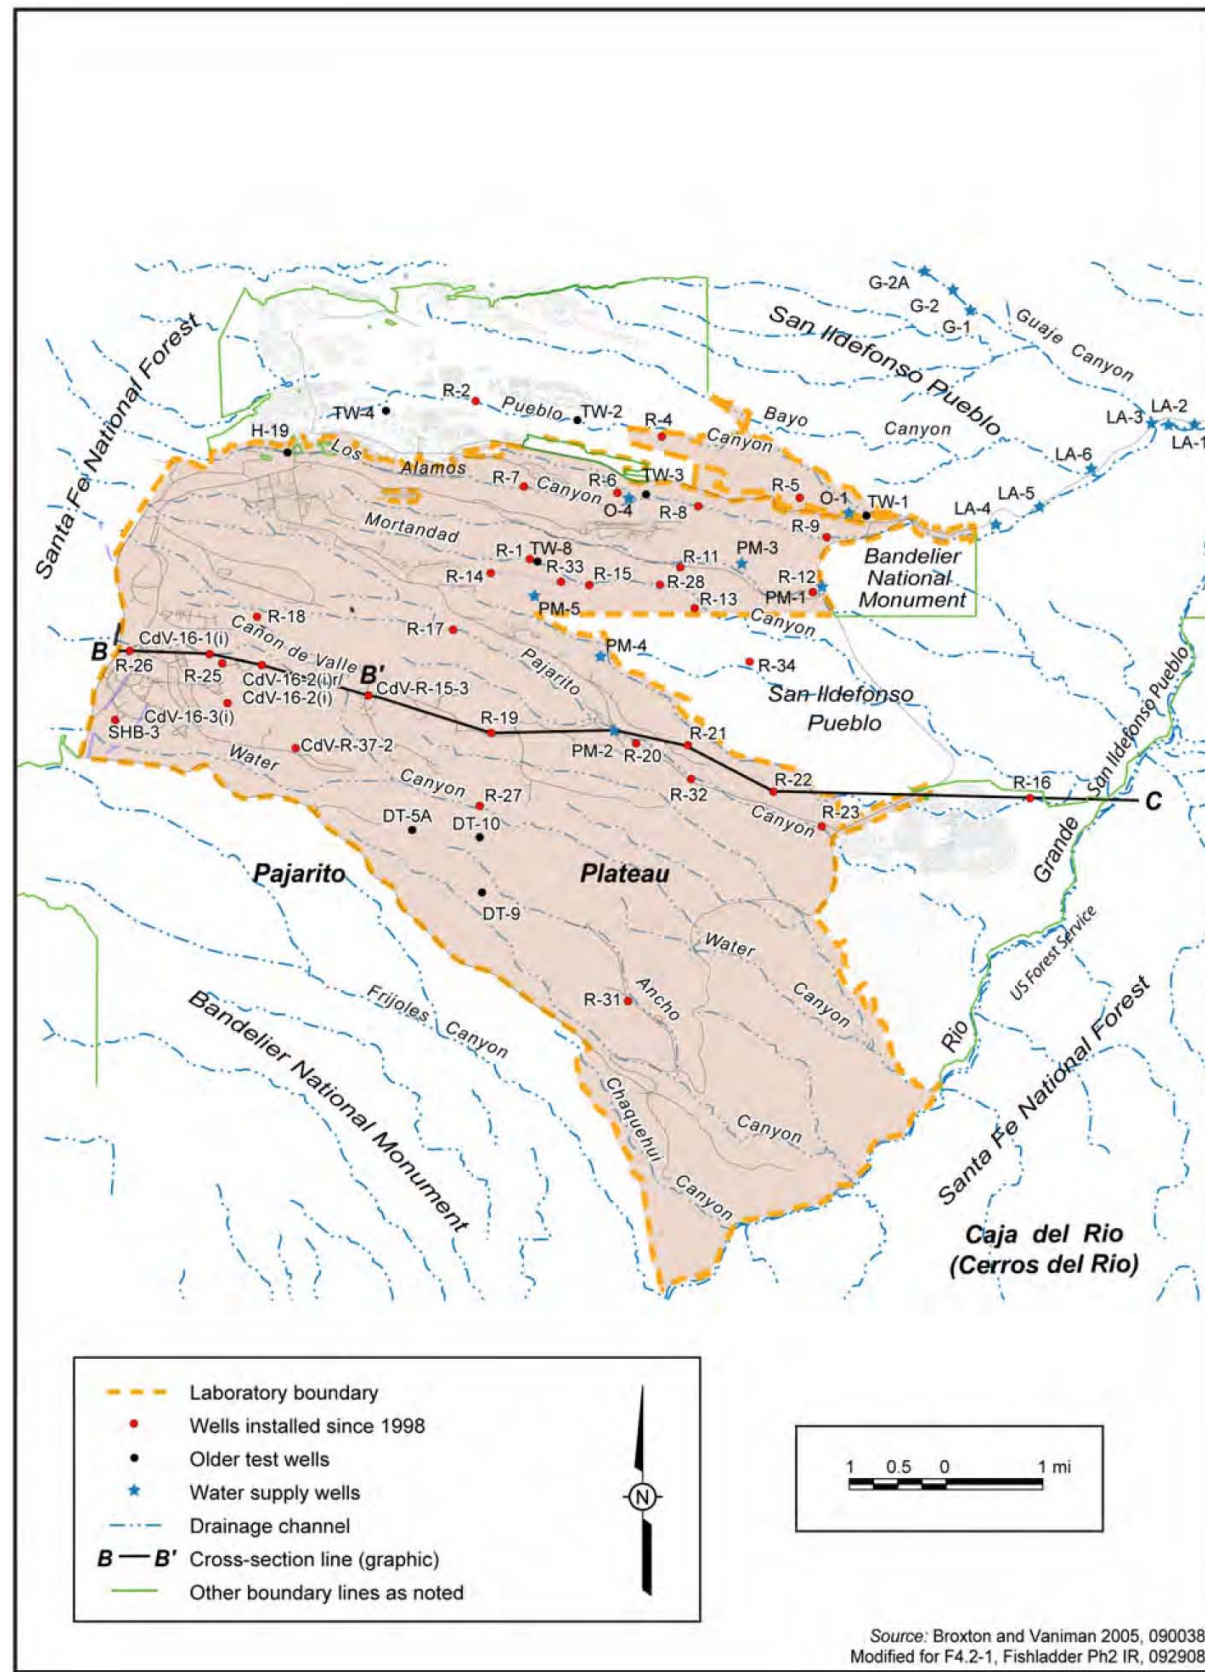 G-2A
G-2
G-1
Guaje Canyon
San Ildefonso Pueblo
Santa Fe National Forest
R-2
TW-4
Pueblo
TW-2
R-4
Bayo
Canyon
Canyon
LA-3
LA-2
LA-1
H-19
Los
Alamos
Canyon
R-7
R-6
TW-3
O-4
R-8
R-5
O-1
TW-1
R-9
LA-6
LA-5
LA-4
Mortandad
R-1
TW-8
R-33
R-14
R-15
R-11
R-28
PM-3
R-12
PM-1
R-13
Canyon
PM-5
Bandelier
National
Monument
R-18
R-17
Cañon de Valle
Pajarito
PM-4
R-34
San Ildefonso
Pueblo
B
CdV-16-1(i)
R-26
R-25
CdV-16-2(i)r/
CdV-16-2(i)
CdV-16-3(i)
SHB-3
B'
CdV-R-15-3
CdV-R-37-2
R-19
PM-2
R-20
R-21
R-32
R-22
R-23
Canyon
R-16
C
San Ildefonso Pueblo
Water
Canyon
R-27
DT-5A
DT-10
DT-9
Pajarito
Plateau
Rio
Grande
US Forest Service
Santa Fe National Forest
Water
Canyon
R-31
Ancho
Canyon
Frijoles Canyon
Bandelier National Monument
Chaquehui
Canyon
Caja del Rio
(Cerros del Rio)
Laboratory boundary
Wells installed since 1998
Older test wells
Water supply wells
Drainage channel
B B' Cross-section line (graphic)
Other boundary lines as noted
N
1 0.5 0 1 mi
Source: Broxton and Vaniman 2005, 090038
Modified for F4.2-1, Fishladder Ph2 IR, 092908